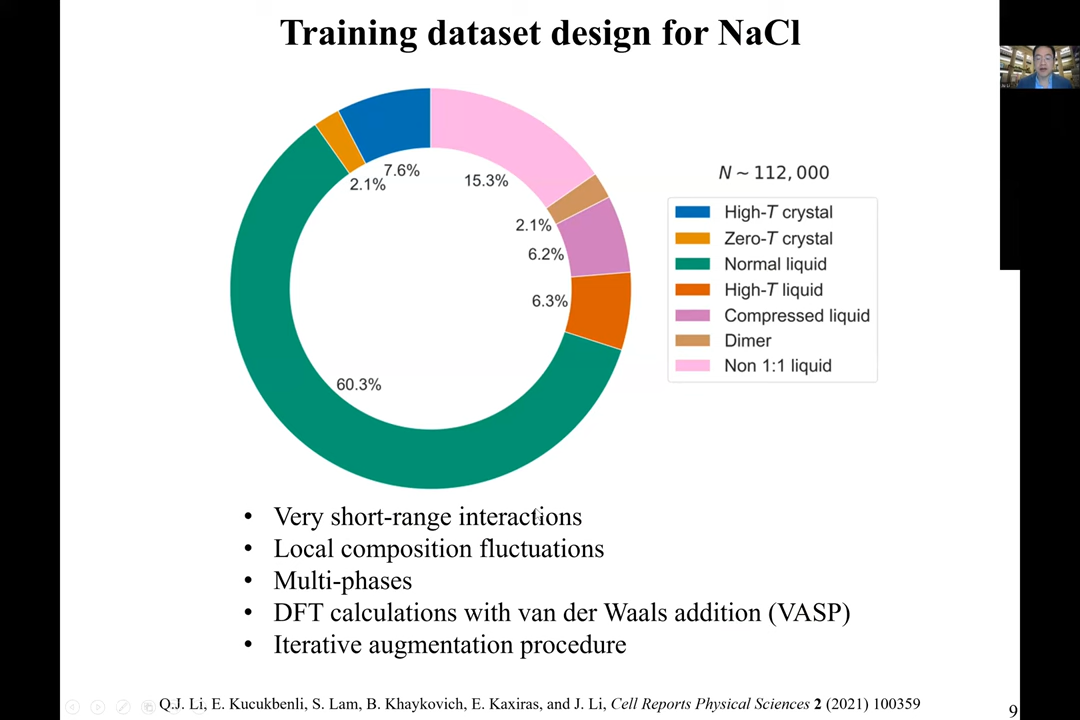 Training dataset design for NaCl
7.6%
2.1%
15.3%
2.1%
6.2%
6.3%
60.3%
N ~ 112,000
High-T crystal
Zero-T crystal
Normal liquid
High-T liquid
Compressed liquid
Dimer
Non 1:1 liquid
• Very short-range interactions
• Local composition fluctuations
• Multi-phases
• DFT calculations with van der Waals addition (VASP)
• Iterative augmentation procedure
Q.J. Li, E. Kucukbenli, S. Lam, B. Khaykovich, E. Kaxiras, and J. Li, Cell Reports Physical Sciences 2 (2021) 100359
9